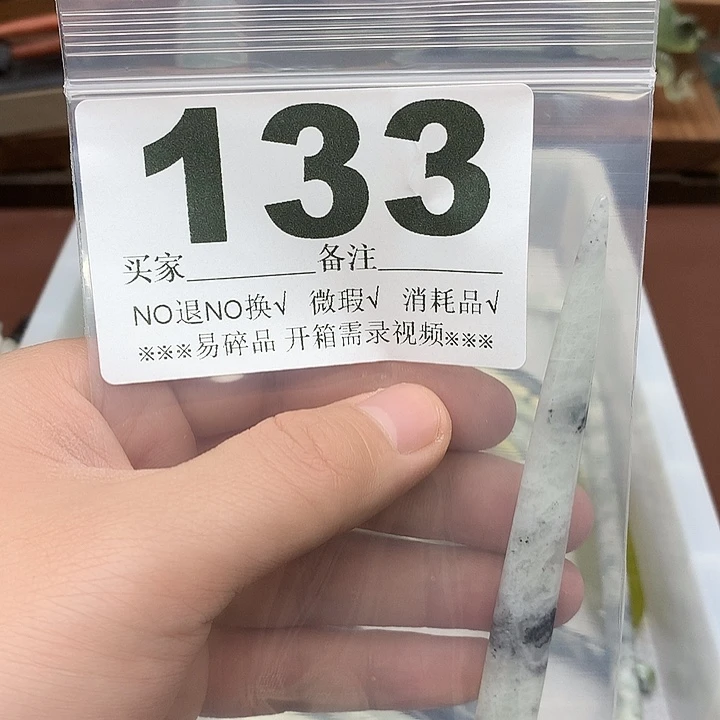 133
买家________备注________
NO退NO换√ 微瑕√ 消耗品√
※※※易碎品 开箱需录视频※※※